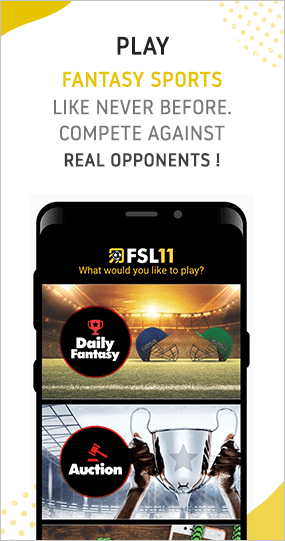 PLAY
FANTASY SPORTS
LIKE NEVER BEFORE.
COMPETE AGAINST
REAL OPPONENTS !
FSL11
What would you like to play?
Daily
Fantasy
Auction